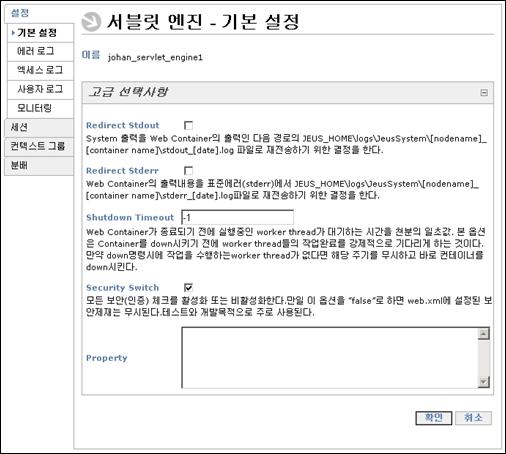 설정
기본 설정
에러 로그
엑세스 로그
사용자 로그
모니터링
세션
컨텍스트 그룹
분배
서블릿 엔진 - 기본 설정
이름 johan_servlet_engine1
고급 선택사항
Redirect Stdout
System 출력을 Web Container의 출력인 다음 경로의 JEUS_HOME\logs\JeusSystem\[nodename]_
[container name]\stdout_[date].log 파일로 재전송하기 위한 결정을 한다.
Redirect Stderr
Web Container의 출력내용을 표준에러(stderr)에서 JEUS_HOME\logs\JeusSystem\[nodename]_
[container name]\stderr_[date].log파일로 재전송하기 위한 결정을 한다.
Shutdown Timeout -1
Web Container가 종료되기 전에 실행중인 worker thread가 대기하는 시간을 천분의 일초값. 본 옵션
은 Container를 down시키기 전에 worker thread들의 작업완료를 강제적으로 기다리게 하는 것이다.
만약 down명령시에 작업을 수행하는worker thread가 없다면 해당 주기를 무시하고 바로 컨테이너를
down시킨다.
Security Switch
모든 보안(인증) 체크를 활성화 또는 비활성화한다.만일 이 옵션을 "false"로 하면 web.xml에 설정된 보
안제재는 무시된다.테스트와 개발목적으로 주로 사용된다.
Property
확인 취소